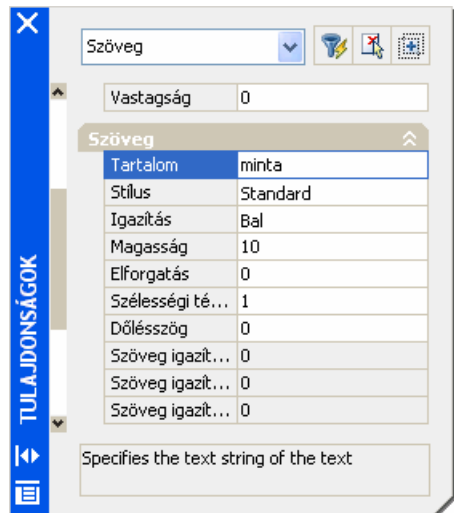 Szöveg
Vastagság 0
Szöveg
Tartalom minta
Stílus Standard
Igazítás Bal
Magasság 10
Elforgatás 0
Szélességi té... 1
Dőlésszög 0
Szöveg igazít... 0
Szöveg igazít... 0
Szöveg igazít... 0
TULAJDONSÁGOK
Specifies the text string of the text